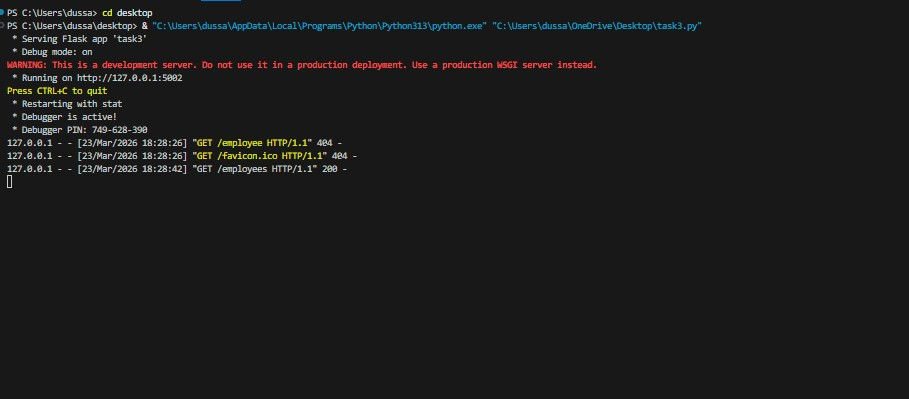 PS C:\Users\dussa> cd desktop
PS C:\Users\dussa\desktop> & "C:\Users\dussa\AppData\Local\Programs\Python\Python313\python.exe" "C:\Users\dussa\OneDrive\Desktop\task3.py"
 * Serving Flask app 'task3'
 * Debug mode: on
WARNING: This is a development server. Do not use it in a production deployment. Use a production WSGI server instead.
 * Running on http://127.0.0.1:5002
Press CTRL+C to quit
 * Restarting with stat
 * Debugger is active!
 * Debugger PIN: 749-628-390
127.0.0.1 - - [23/Mar/2026 18:28:26] "GET /employee HTTP/1.1" 404 -
127.0.0.1 - - [23/Mar/2026 18:28:26] "GET /favicon.ico HTTP/1.1" 404 -
127.0.0.1 - - [23/Mar/2026 18:28:42] "GET /employees HTTP/1.1" 200 -